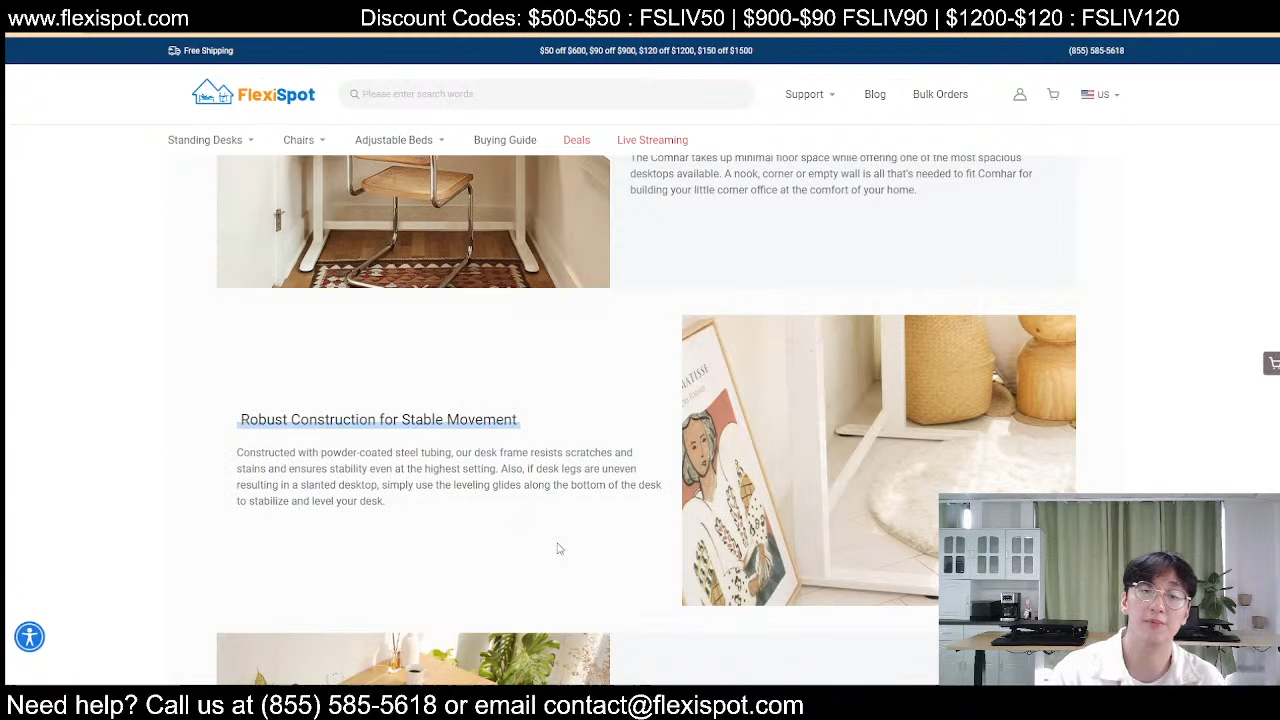 www.flexispot.com
Discount Codes: $500-$50 : FSLIV50 | $900-$90 FSLIV90 | $1200-$120 : FSLIV120
Free Shipping
$50 off $600, $90 off $900, $120 off $1200, $150 off $1500
(855) 585-5618
FlexiSpot
Please enter search words
Support
Blog
Bulk Orders
US
Standing Desks
Chairs
Adjustable Beds
Buying Guide
Deals
Live Streaming
The Comhar takes up minimal floor space while offering one of the most spacious
desktops available. A nook, corner or empty wall is all that's needed to fit Comhar for
building your little corner office at the comfort of your home.
MATISSE
Robust Construction for Stable Movement
Constructed with powder-coated steel tubing, our desk frame resists scratches and
stains and ensures stability even at the highest setting. Also, if desk legs are uneven
resulting in a slanted desktop, simply use the leveling glides along the bottom of the desk
to stabilize and level your desk.
Need help? Call us at (855) 585-5618 or email contact@flexispot.com